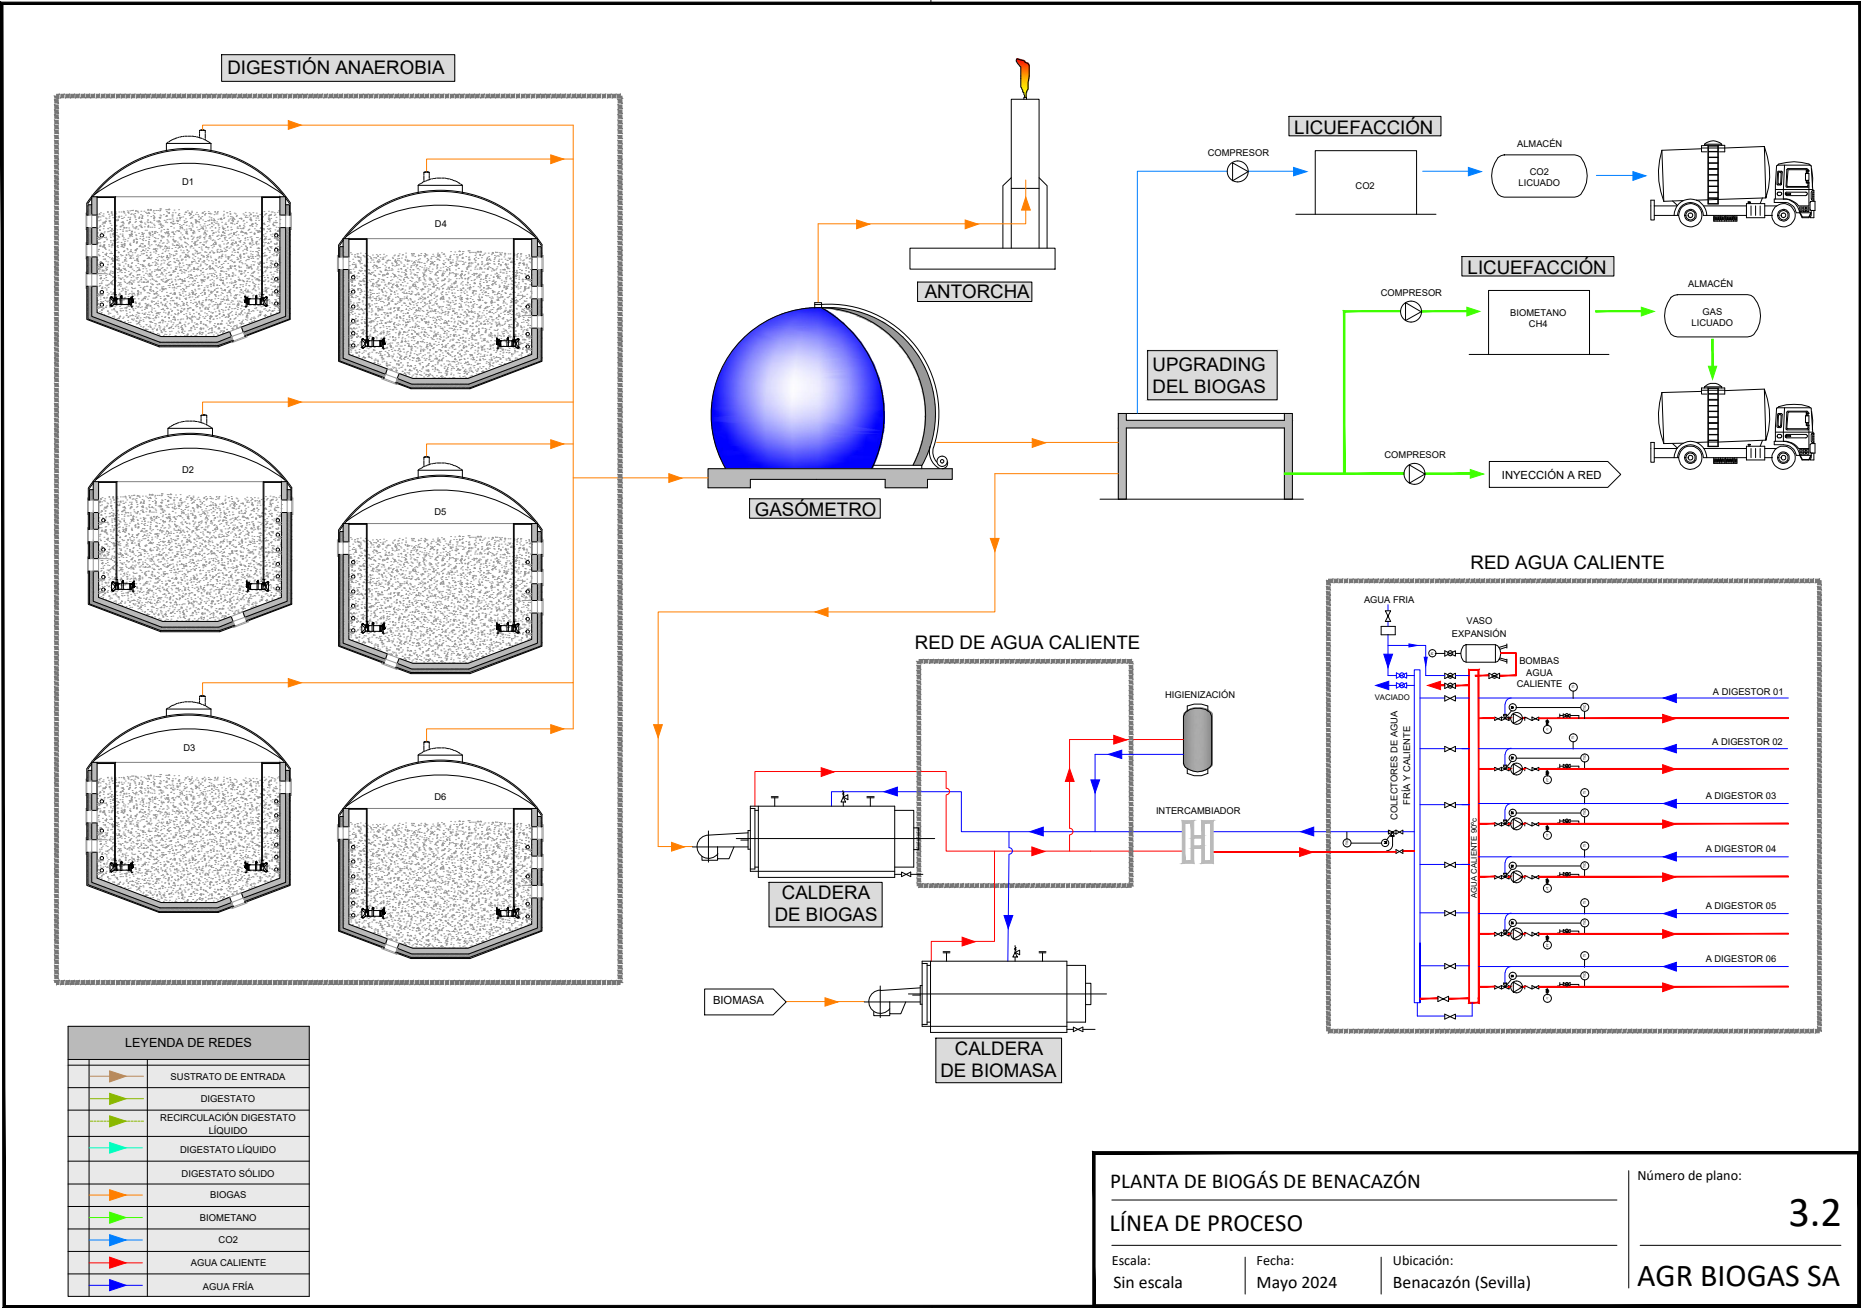 DIGESTIÓN ANAEROBIA
D1
D4
D2
D5
D3
D6
ANTORCHA
GASÓMETRO
UPGRADING
DEL BIOGAS
COMPRESOR
LICUEFACCIÓN
CO2
ALMACÉN
CO2
LICUADO
LICUEFACCIÓN
COMPRESOR
BIOMETANO
CH4
ALMACÉN
GAS
LICUADO
COMPRESOR
INYECCIÓN A RED
RED DE AGUA CALIENTE
HIGIENIZACIÓN
INTERCAMBIADOR
CALDERA
DE BIOGAS
BIOMASA
CALDERA
DE BIOMASA
RED AGUA CALIENTE
AGUA FRIA
VASO
EXPANSIÓN
BOMBAS
AGUA
CALIENTE
VACIADO
COLECTORES DE AGUA
FRÍA Y CALIENTE
AGUA CALIENTE 90ºc
A DIGESTOR 01
A DIGESTOR 02
A DIGESTOR 03
A DIGESTOR 04
A DIGESTOR 05
A DIGESTOR 06
LEYENDA DE REDES
SUSTRATO DE ENTRADA
DIGESTATO
RECIRCULACIÓN DIGESTATO
LÍQUIDO
DIGESTATO LÍQUIDO
DIGESTATO SÓLIDO
BIOGAS
BIOMETANO
CO2
AGUA CALIENTE
AGUA FRÍA
PLANTA DE BIOGÁS DE BENACAZÓN
LÍNEA DE PROCESO
Escala:
Sin escala
Fecha:
Mayo 2024
Ubicación:
Benacazón (Sevilla)
Número de plano:
3.2
AGR BIOGAS SA